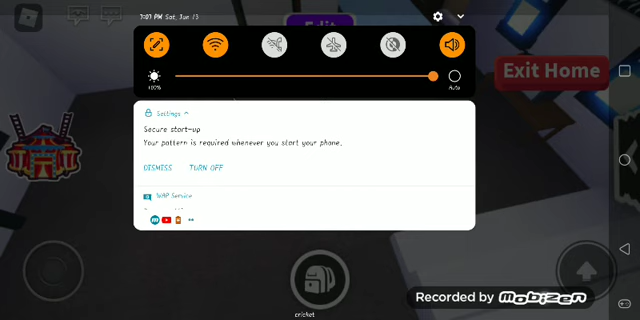 7:07 PM Sat, Jun 13
Edit
100%
Auto
Exit Home
Settings
Secure start-up
Your pattern is required whenever you start your phone.
DISMISS TURN OFF
WAP Service
Recorded by Mobizen
cricket